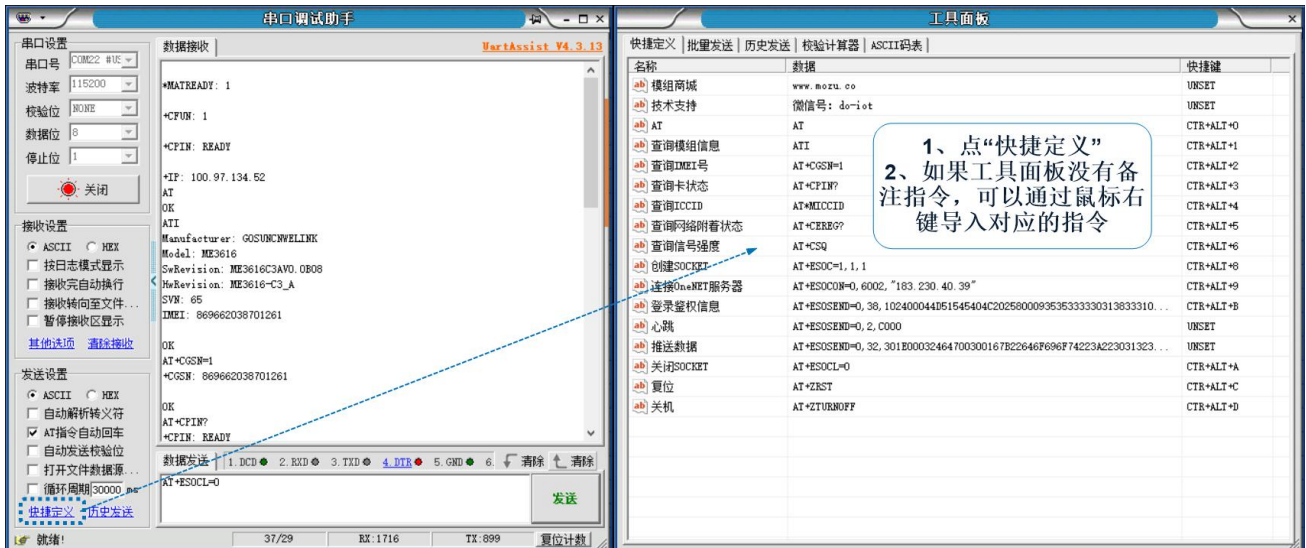 串口调试助手
串口设置
串口号 COM22 #US
波特率 115200
校验位 NONE
数据位 8
停止位 1
关闭
接收设置
ASCII HEX
按日志模式显示
接收完自动换行
接收转向至文件...
暂停接收区显示
其他选项 清除接收
发送设置
ASCII HEX
自动解析转义符
AT指令自动回车
自动发送校验位
打开文件数据源...
循环周期 30000 ms
快捷定义 历史发送
就绪!
数据接收 UartAssist V4.3.13
*MATREADY: 1
+CFUN: 1
+CPIN: READY
+IP: 100.97.134.52
AT
OK
ATI
Manufacturer: GOSUNCNWELINK
Model: ME3616
SwRevision: ME3616C3AV0.0B08
HwRevision: ME3616-C3_A
SVN: 65
IMEI: 869662038701261
OK
AT+CGSN=1
+CGSN: 869662038701261
OK
AT+CPIN?
+CPIN: READY
数据发送 1.DCD 2.RXD 3.TXD 4.DTR 5.GND 6. 清除 清除
AT+ESOCL=0
发送
37/29 RX:1716 TX:899 复位计数
工具面板
快捷定义 批量发送 历史发送 校验计算器 ASCII码表
名称 数据 快捷键
模组商城 www.mozu.co UNSET
技术支持 微信号: do-iot UNSET
AT AT CTR+ALT+0
查询模组信息 ATI CTR+ALT+1
查询IMEI号 AT+CGSN=1 CTR+ALT+2
查询卡状态 AT+CPIN? CTR+ALT+3
查询ICCID AT*MICCID CTR+ALT+4
查询网络附着状态 AT+CEREG? CTR+ALT+5
查询信号强度 AT+CSQ CTR+ALT+6
创建SOCKET AT+ESOC=1,1,1 CTR+ALT+8
连接OneNET服务器 AT+ESOCON=0,6002,"183.230.40.39" CTR+ALT+9
登录鉴权信息 AT+ESOSEND=0,38,102400044D51545404C2025800093535333330313833310... CTR+ALT+B
心跳 AT+ESOSEND=0,2,C000 UNSET
推送数据 AT+ESOSEND=0,32,301E00032464700300167B22646F696F74223A223031323... UNSET
关闭SOCKET AT+ESOCL=0 CTR+ALT+A
复位 AT+ZRST CTR+ALT+C
关机 AT+ZTURNOFF CTR+ALT+D
1、点“快捷定义”
2、如果工具面板没有备
注指令，可以通过鼠标右
键导入对应的指令